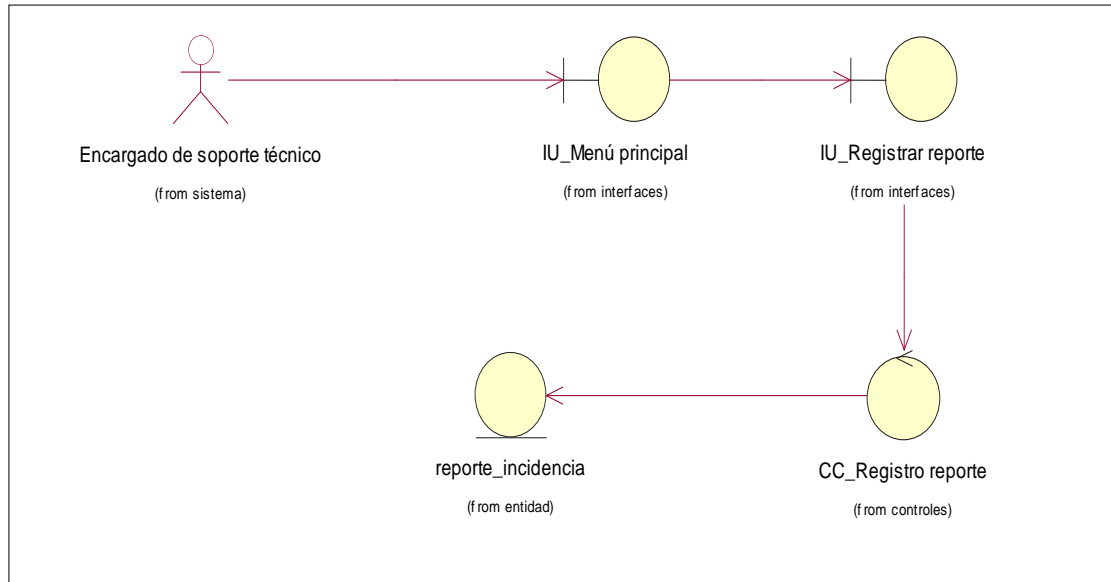 Encargado de soporte técnico
(from sistema)
IU_Menú principal
(from interfaces)
IU_Registrar reporte
(from interfaces)
reporte_incidencia
(from entidad)
CC_Registro reporte
(from controles)